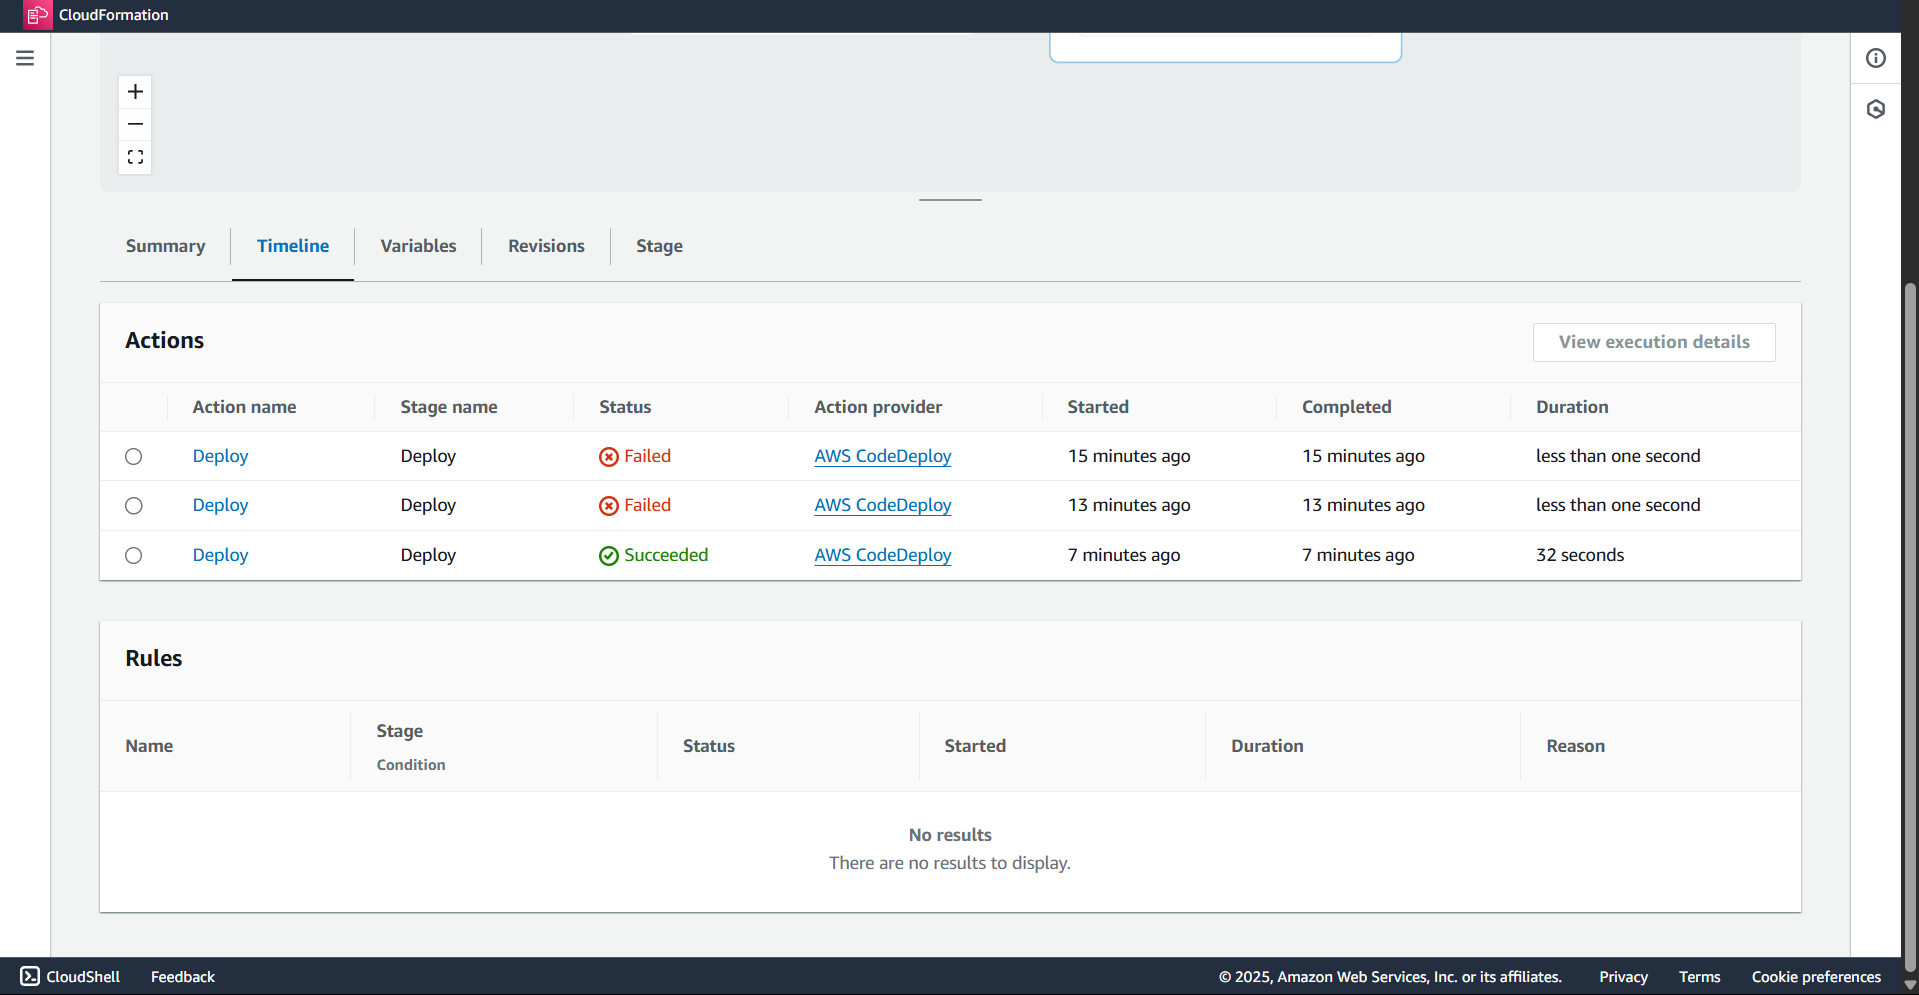 CloudFormation
Summary
Timeline
Variables
Revisions
Stage
Actions
View execution details
Action name Stage name Status Action provider Started Completed Duration
Deploy Deploy Failed AWS CodeDeploy 15 minutes ago 15 minutes ago less than one second
Deploy Deploy Failed AWS CodeDeploy 13 minutes ago 13 minutes ago less than one second
Deploy Deploy Succeeded AWS CodeDeploy 7 minutes ago 7 minutes ago 32 seconds
Rules
Name Stage Status Started Duration Reason
Condition
No results
There are no results to display.
CloudShell Feedback © 2025, Amazon Web Services, Inc. or its affiliates. Privacy Terms Cookie preferences